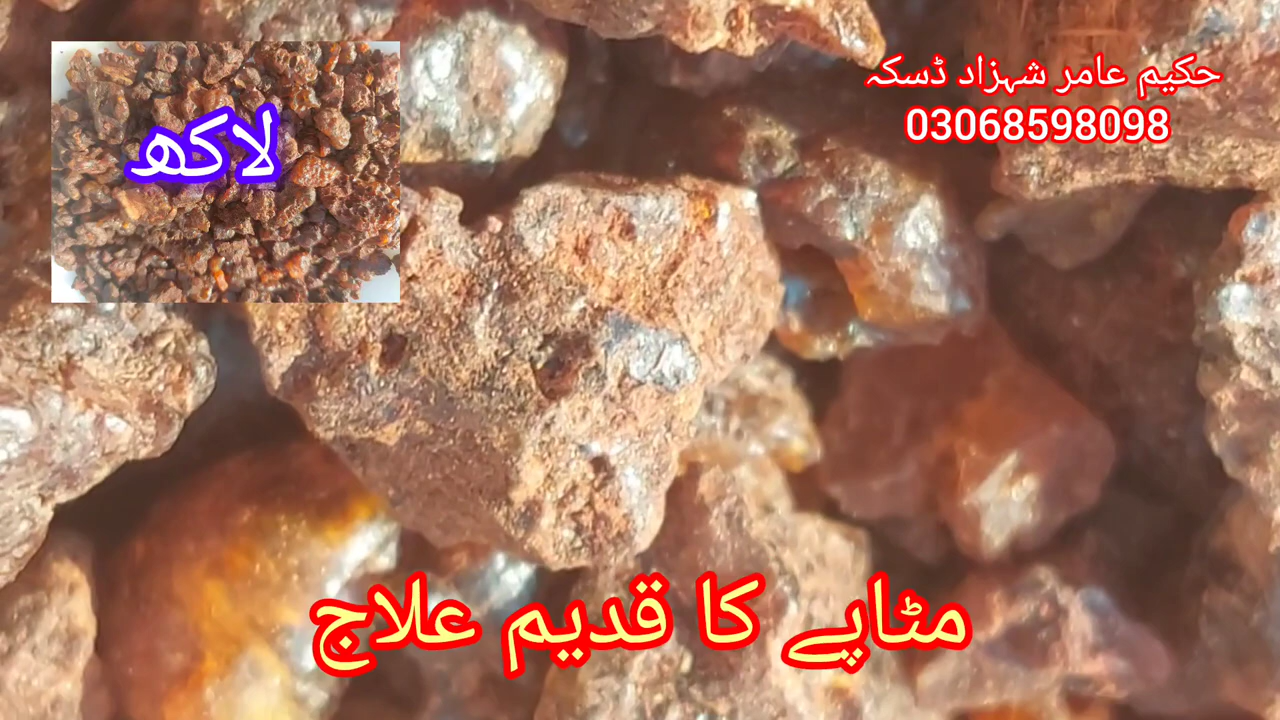 حکیم عامر شہزاد ڈسکہ
03068598098
لاکھ
مٹاپے کا قدیم علاج